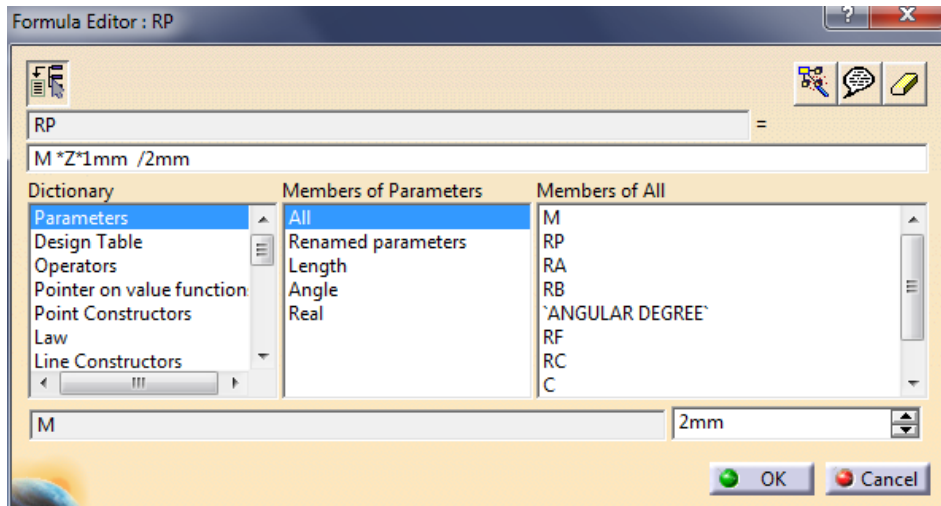 Formula Editor : RP
?
x
RP
=
M *Z*1mm /2mm
Dictionary
Parameters
Design Table
Operators
Pointer on value function
Point Constructors
Law
Line Constructors
Members of Parameters
All
Renamed parameters
Length
Angle
Real
Members of All
M
RP
RA
RB
`ANGULAR DEGREE`
RF
RC
C
M
2mm
OK
Cancel